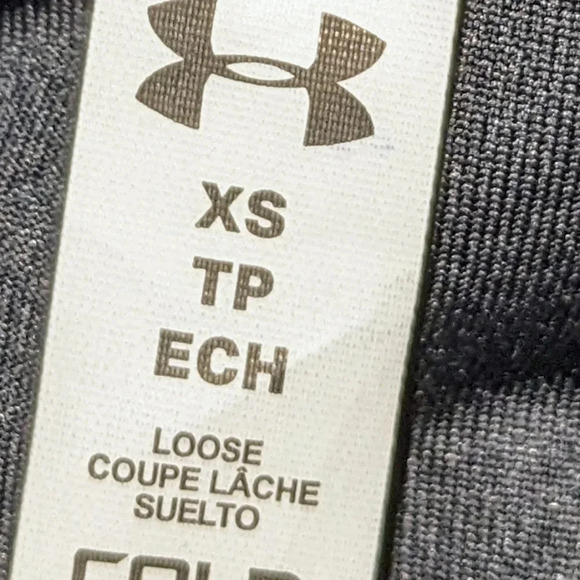 XS
TP
ECH
LOOSE
COUPE LÂCHE
SUELTO